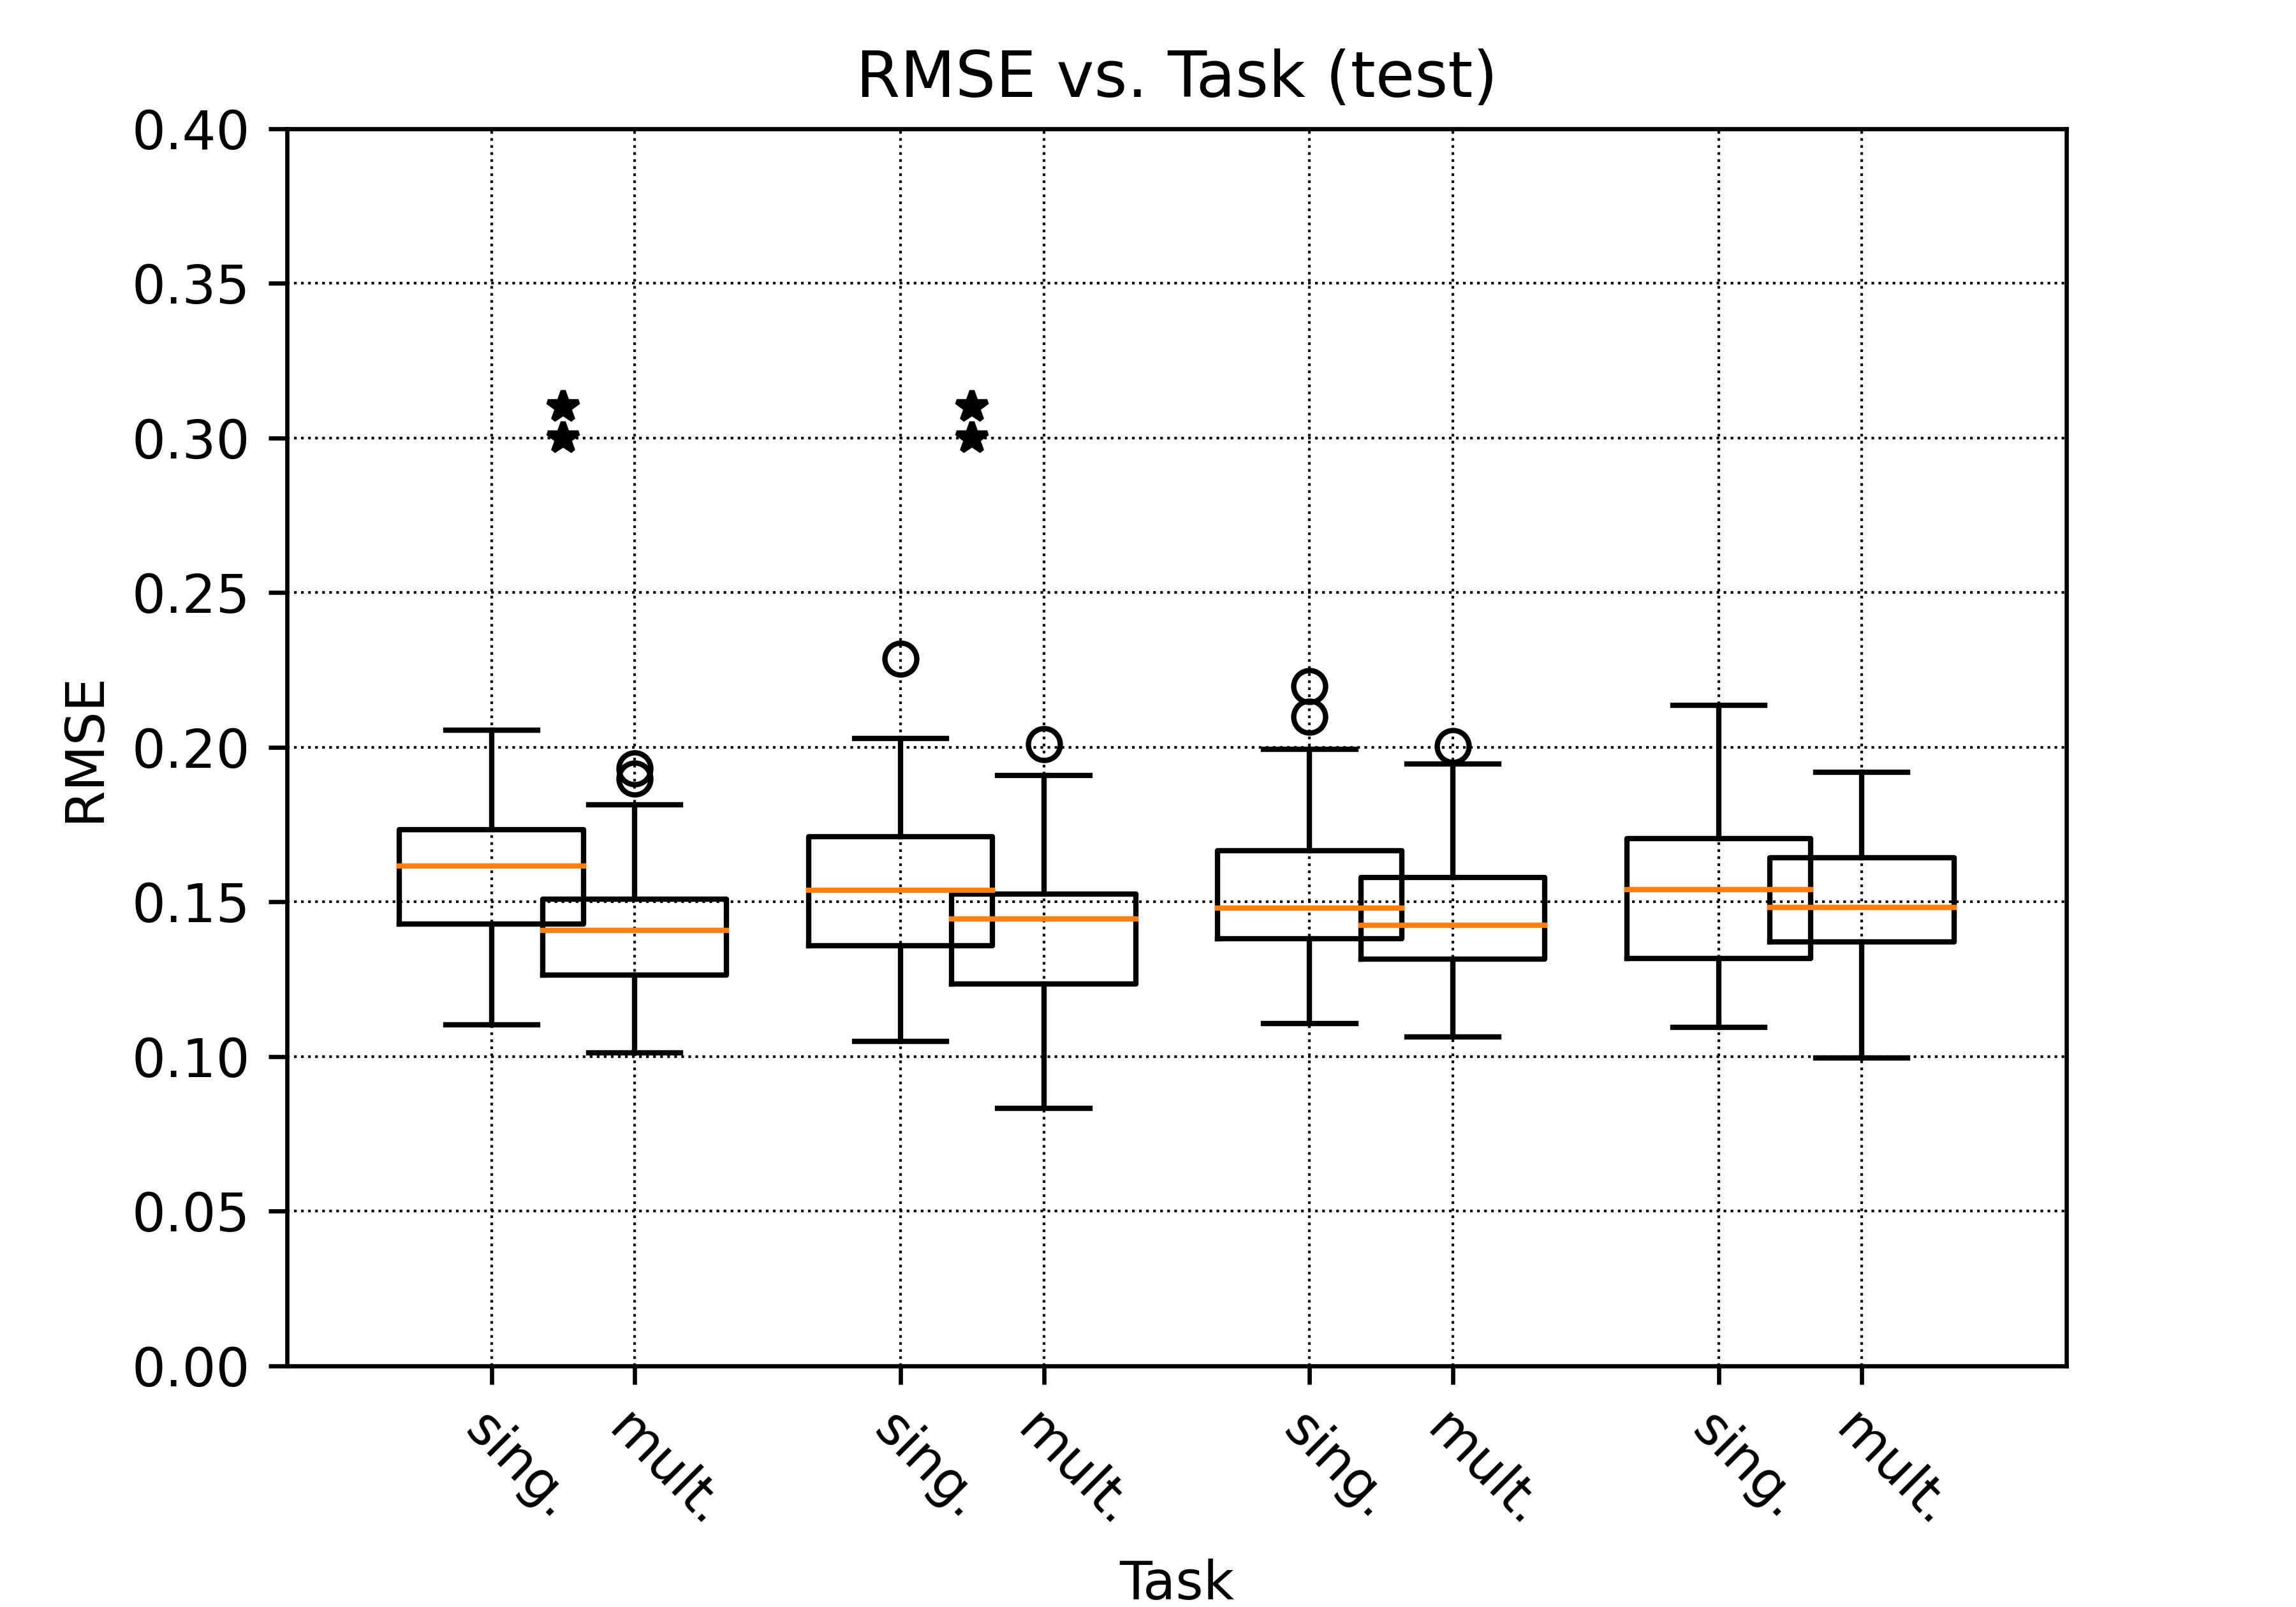 RMSE vs. Task (test)
0.40
0.35
0.30
0.25
0.20
0.15
0.10
0.05
0.00
RMSE
sing.
mult.
sing.
mult.
sing.
mult.
sing.
mult.
Task